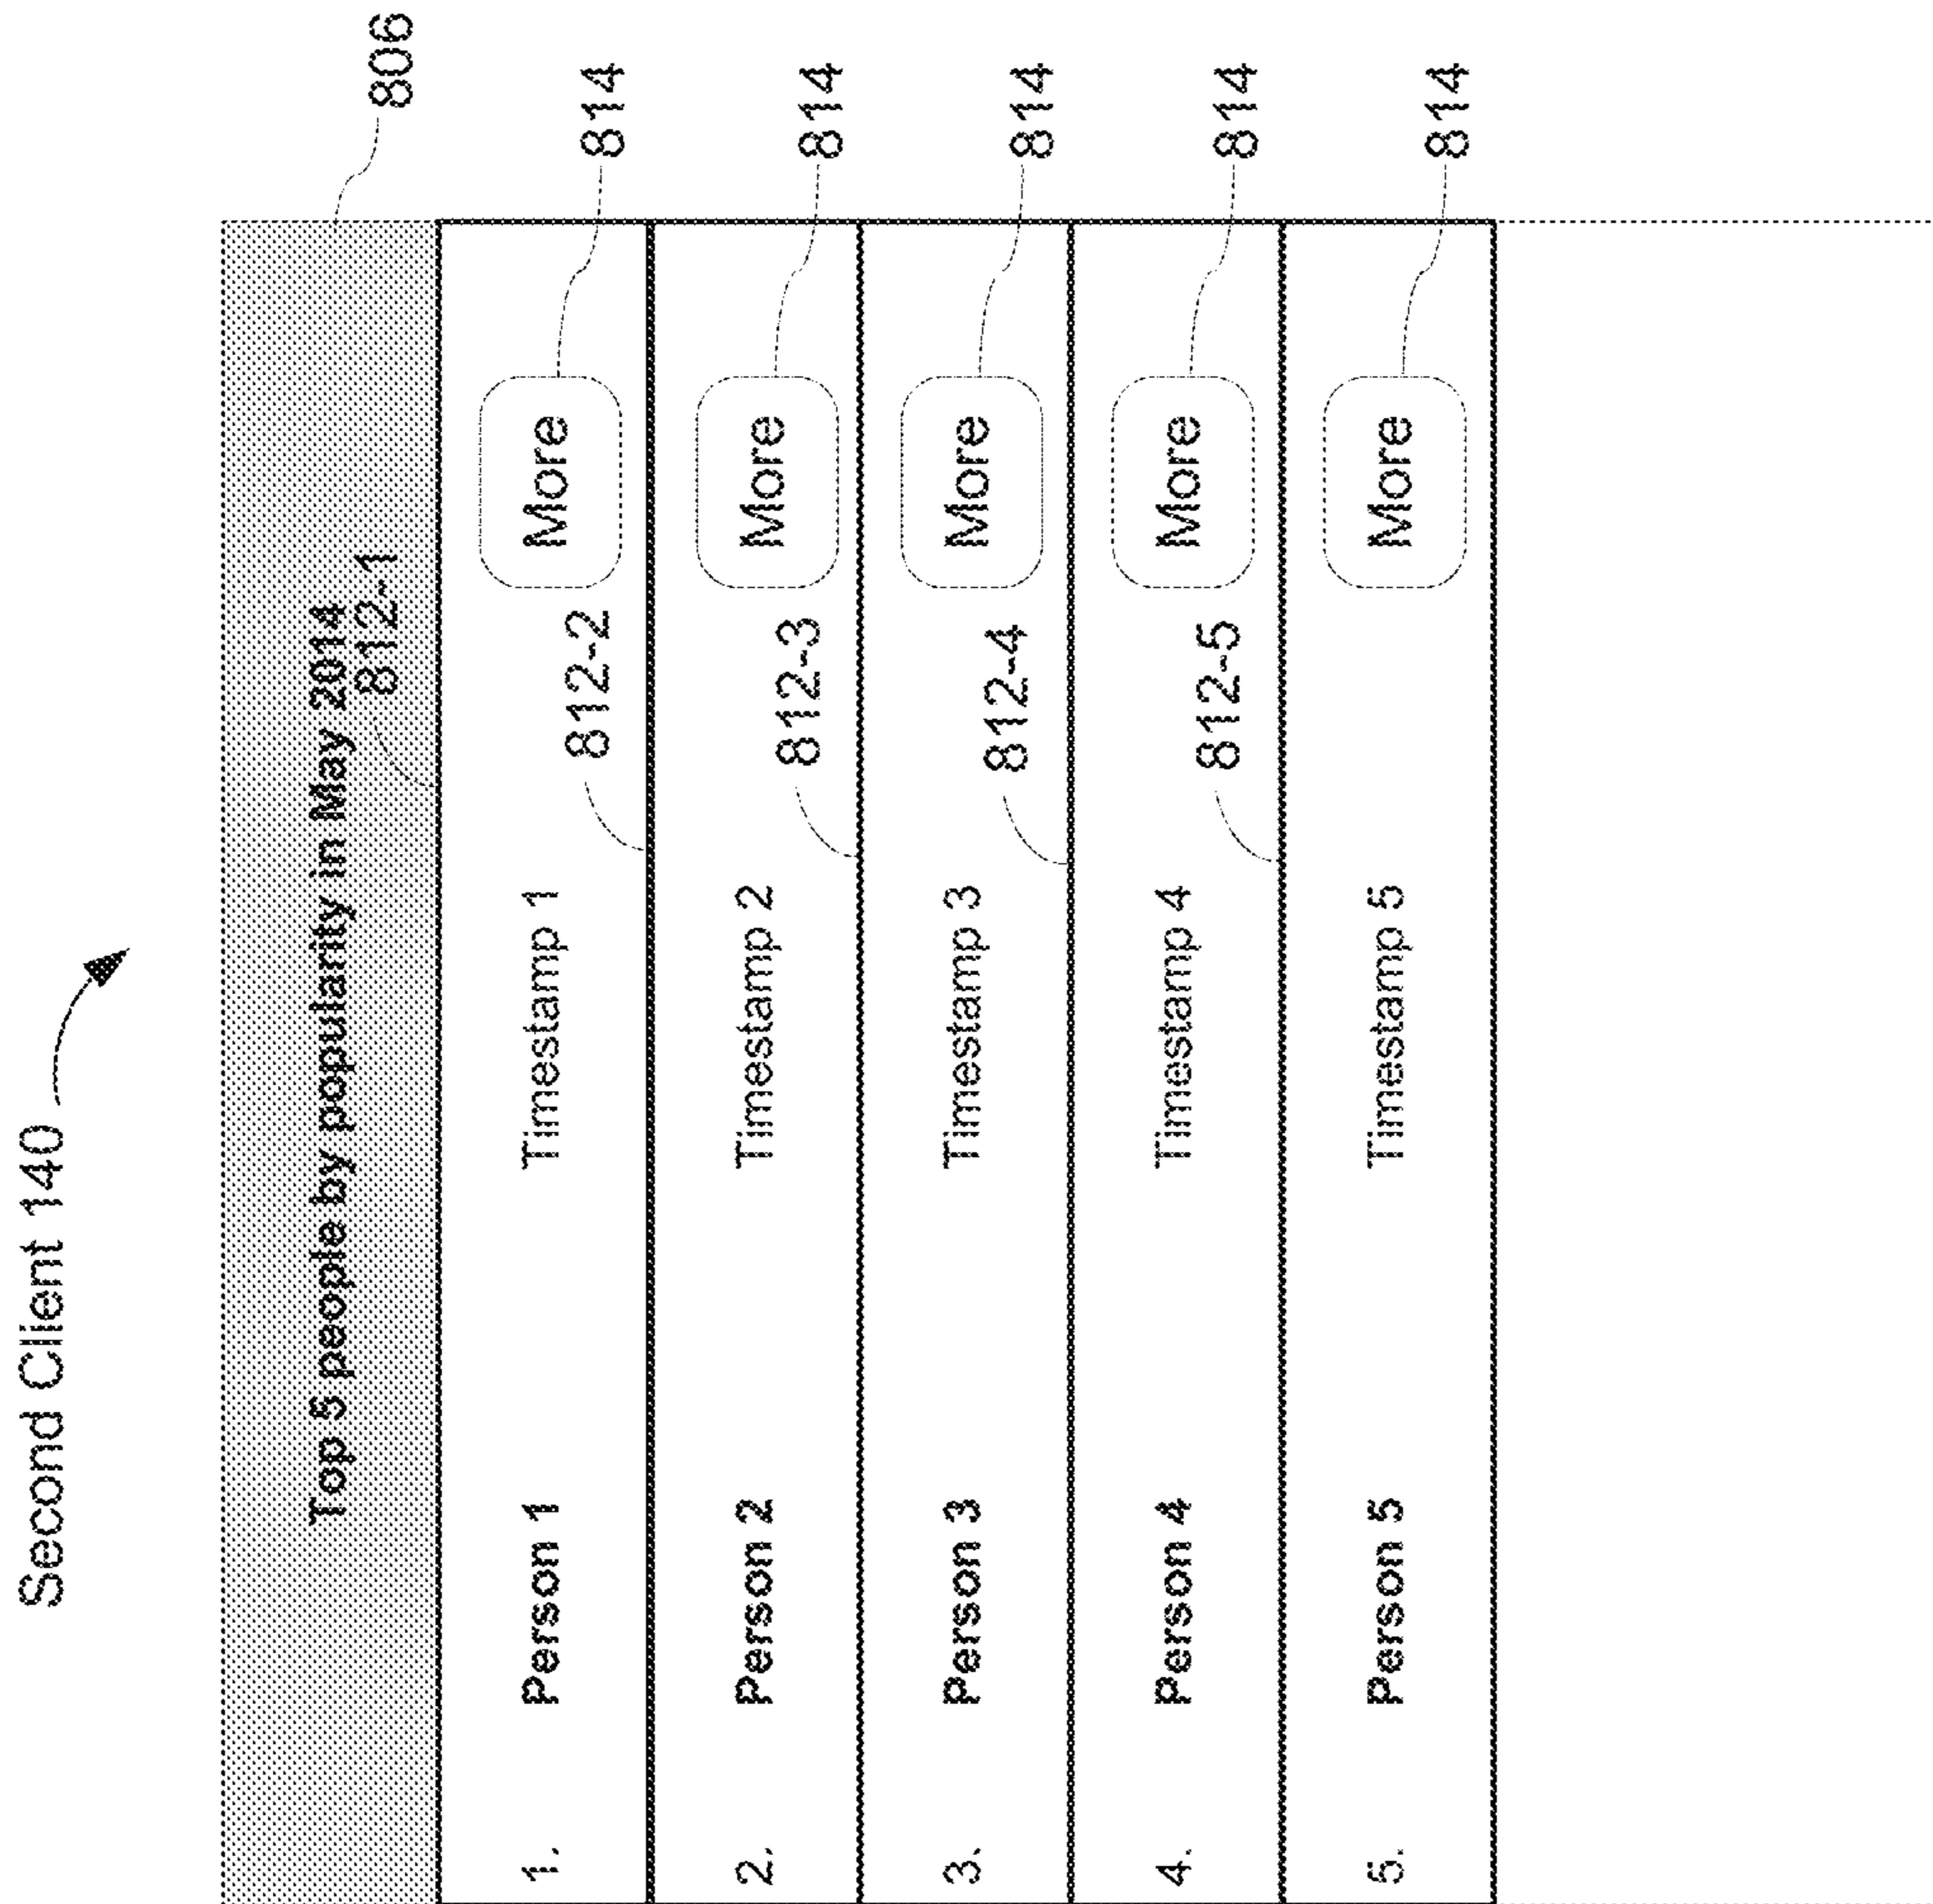 Second Client 140
806
Top 5 people by popularity in May 2014
812-1
1. Person 1 Timestamp 1 More 814
812-2
2. Person 2 Timestamp 2 More 814
812-3
3. Person 3 Timestamp 3 More 814
812-4
4. Person 4 Timestamp 4 More 814
812-5
5. Person 5 Timestamp 5 More 814